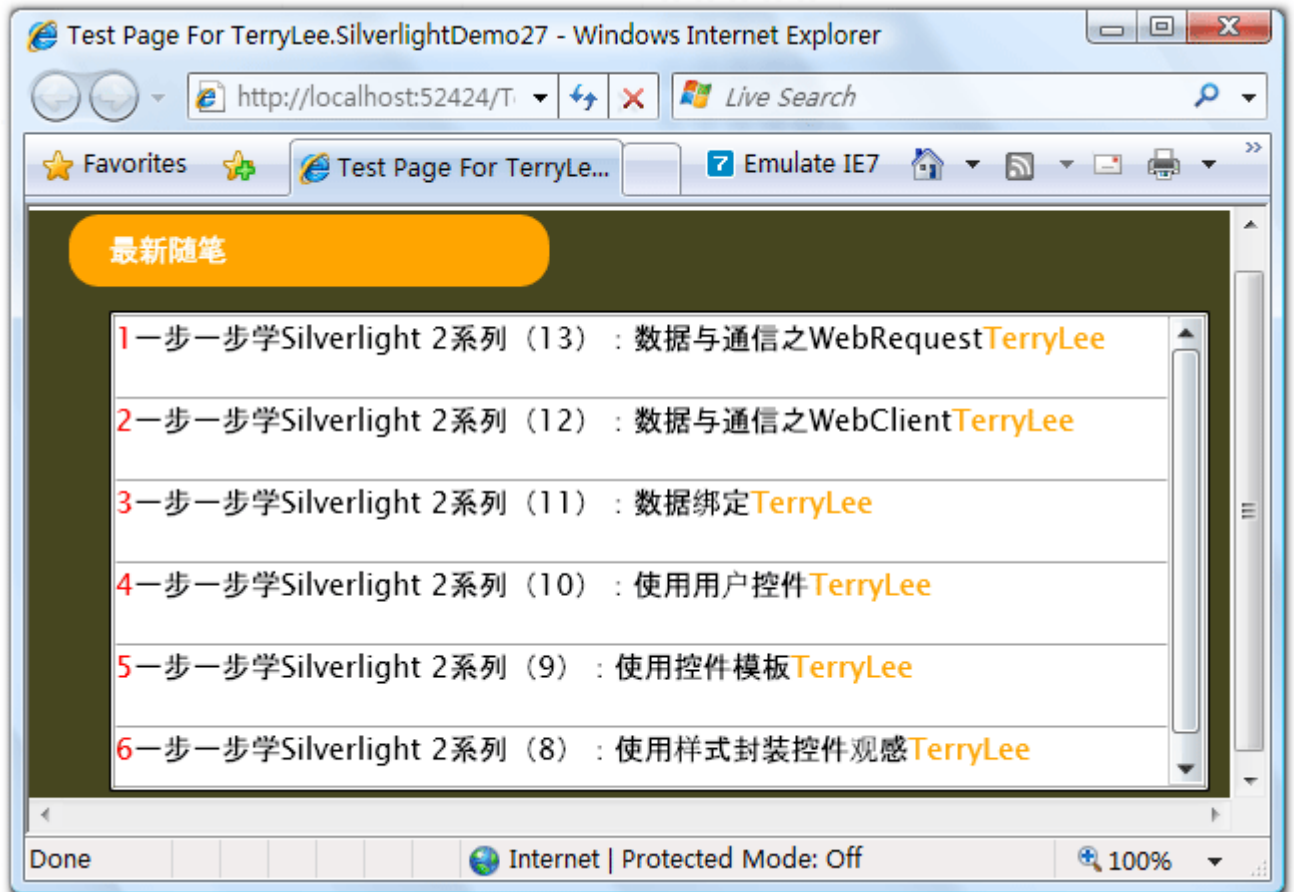 Test Page For TerryLee.SilverlightDemo27 - Windows Internet Explorer
http://localhost:52424/T
Live Search
Favorites
Test Page For TerryLe...
7 Emulate IE7
最新随笔
1一步一步学Silverlight 2系列（13）：数据与通信之WebRequestTerryLee
2一步一步学Silverlight 2系列（12）：数据与通信之WebClientTerryLee
3一步一步学Silverlight 2系列（11）：数据绑定TerryLee
4一步一步学Silverlight 2系列（10）：使用用户控件TerryLee
5一步一步学Silverlight 2系列（9）：使用控件模板TerryLee
6一步一步学Silverlight 2系列（8）：使用样式封装控件观感TerryLee
Done
Internet | Protected Mode: Off
100%